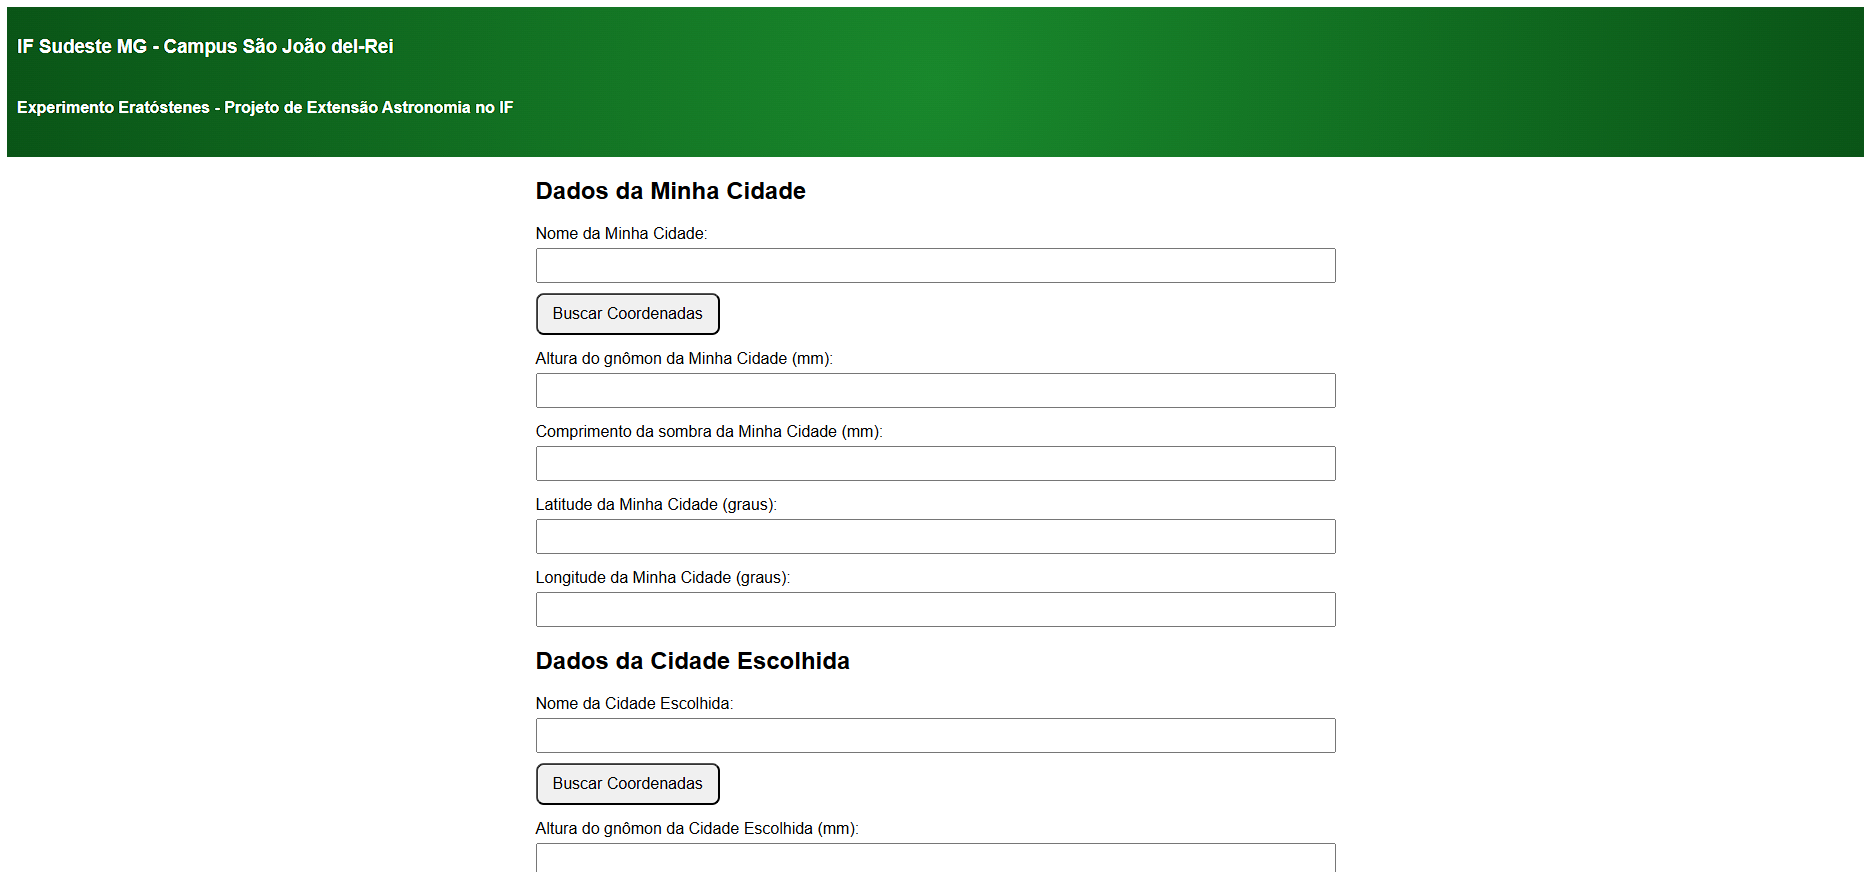 IF Sudeste MG - Campus São João del-Rei
Experimento Eratóstenes - Projeto de Extensão Astronomia no IF
Dados da Minha Cidade
Nome da Minha Cidade:
Buscar Coordenadas
Altura do gnômon da Minha Cidade (mm):
Comprimento da sombra da Minha Cidade (mm):
Latitude da Minha Cidade (graus):
Longitude da Minha Cidade (graus):
Dados da Cidade Escolhida
Nome da Cidade Escolhida:
Buscar Coordenadas
Altura do gnômon da Cidade Escolhida (mm):